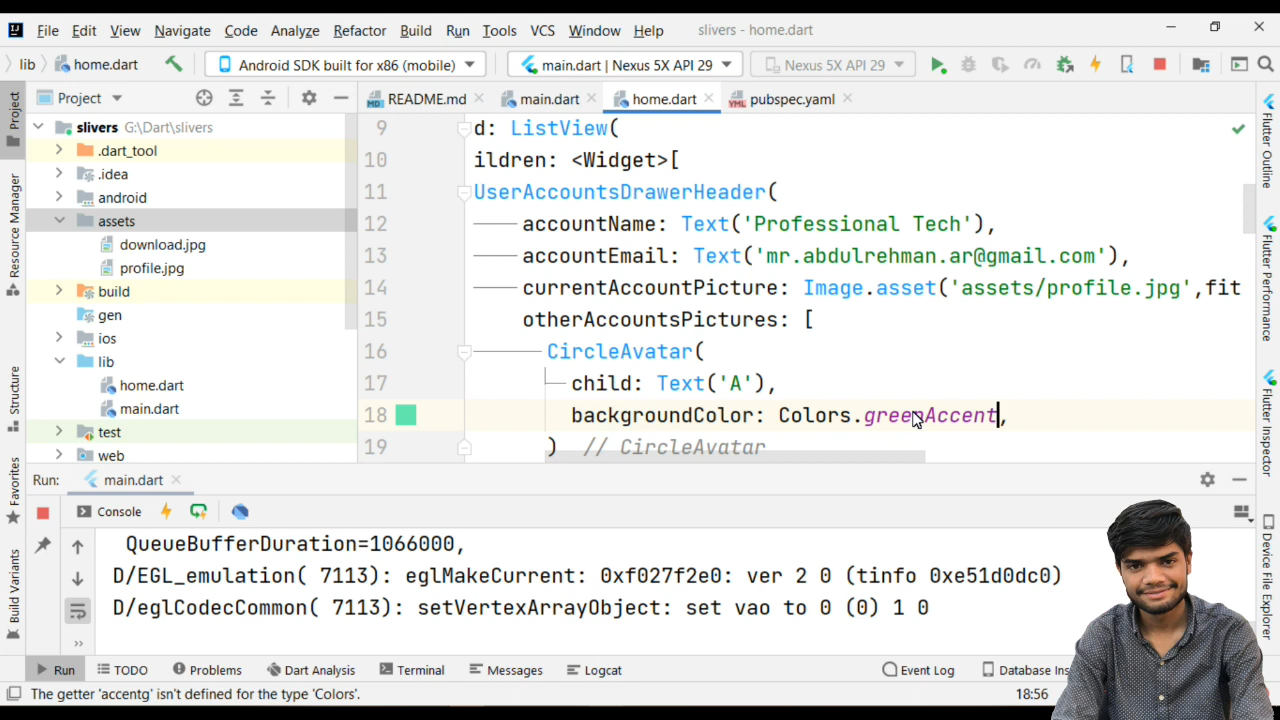 File Edit View Navigate Code Analyze Refactor Build Run Tools VCS Window Help slivers - home.dart
lib home.dart Android SDK built for x86 (mobile) main.dart | Nexus 5X API 29 Nexus 5X API 29
Project README.md main.dart home.dart pubspec.yaml
slivers G:\Dart\slivers
.dart_tool
.idea
android
assets
download.jpg
profile.jpg
build
gen
ios
lib
home.dart
main.dart
test
web
9 d: ListView(
10 ildren: <Widget>[
11 UserAccountsDrawerHeader(
12 accountName: Text('Professional Tech'),
13 accountEmail: Text('mr.abdulrehman.ar@gmail.com'),
14 currentAccountPicture: Image.asset('assets/profile.jpg',fit
15 otherAccountsPictures: [
16 CircleAvatar(
17 child: Text('A'),
18 backgroundColor: Colors.greenAccent,
19 ) // CircleAvatar
Project
Resource Manager
Structure
Favorites
Build Variants
Flutter Outline
Flutter Performance
Flutter Inspector
Device File Explorer
Run: main.dart
Console
QueueBufferDuration=1066000,
D/EGL_emulation( 7113): eglMakeCurrent: 0xf027f2e0: ver 2 0 (tinfo 0xe51d0dc0)
D/eglCodecCommon( 7113): setVertexArrayObject: set vao to 0 (0) 1 0
Run TODO Problems Dart Analysis Terminal Messages Logcat Event Log Database Ins
The getter 'accentg' isn't defined for the type 'Colors'. 18:56